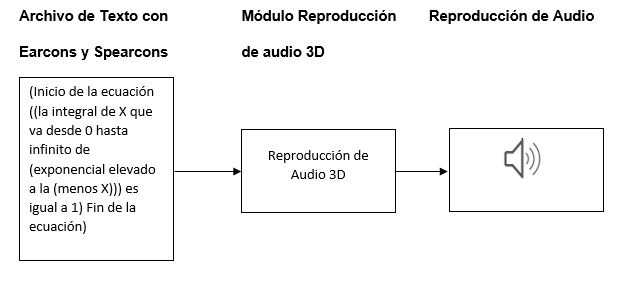 Archivo de Texto con
Earcons y Spearcons
Módulo Reproducción
de audio 3D
Reproducción de Audio
(Inicio de la ecuación
((la integral de X que
va desde 0 hasta
infinito de
(exponencial elevado
a la (menos X))) es
igual a 1) Fin de la
ecuación)
Reproducción de
Audio 3D